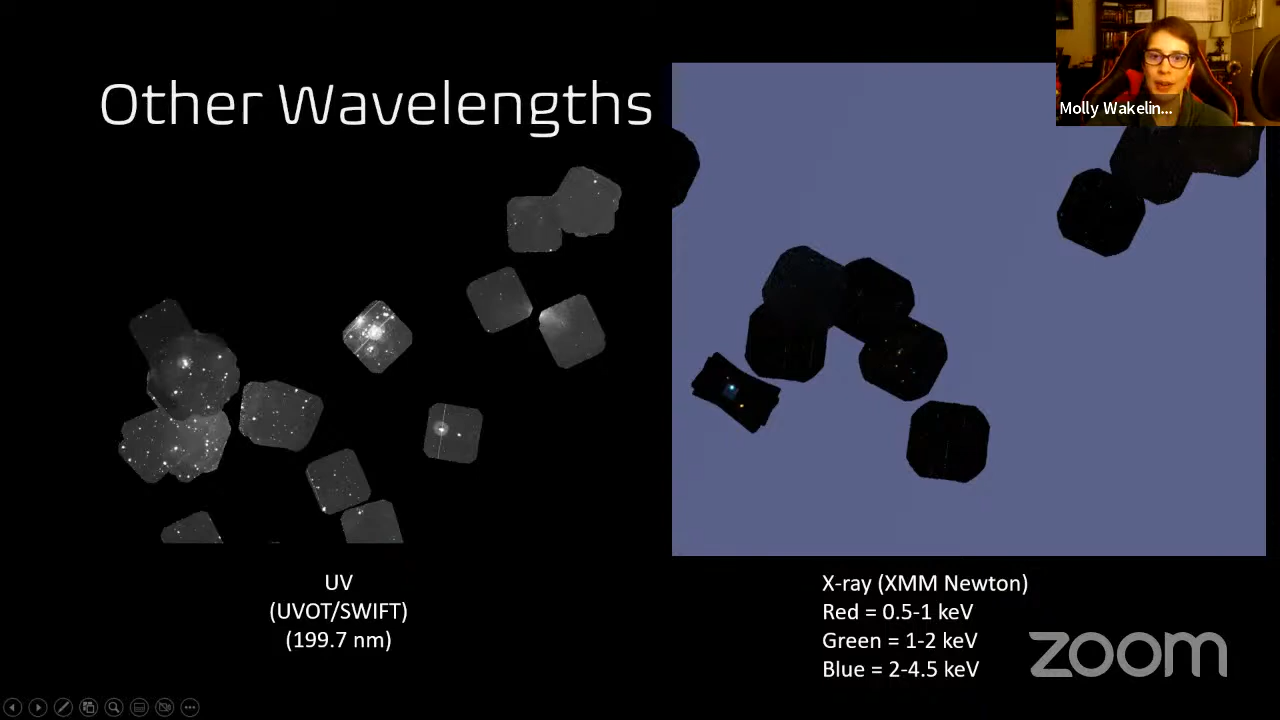 Other Wavelengths
Molly Wakelin...
UV
(UVOT/SWIFT)
(199.7 nm)
X-ray (XMM Newton)
Red = 0.5-1 keV
Green = 1-2 keV
Blue = 2-4.5 keV
zoom